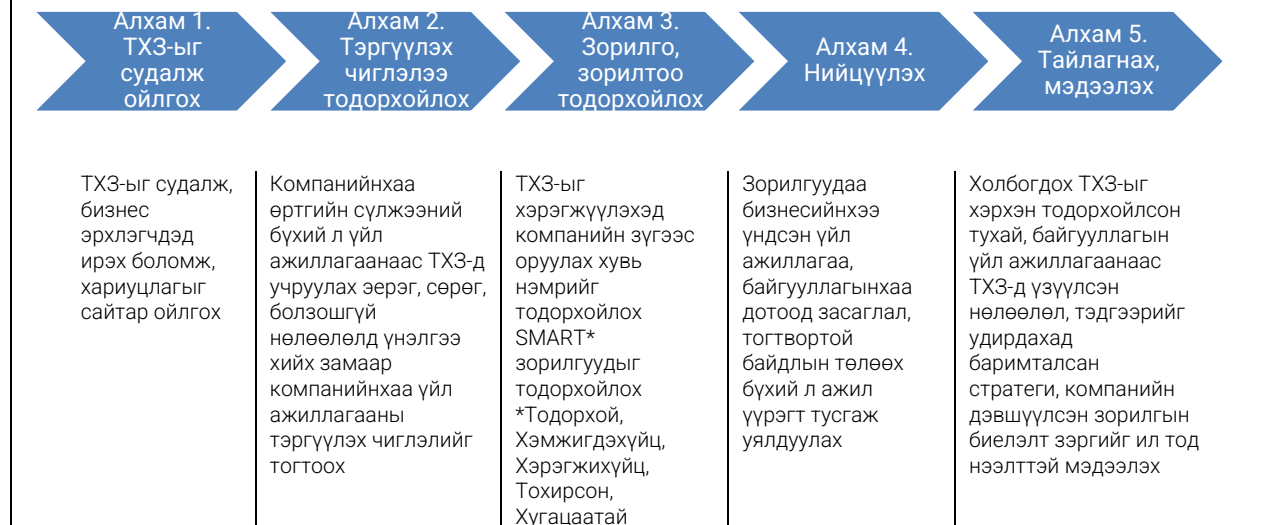 Алхам 1.
ТХЗ-ыг
судалж
ойлгох
Алхам 2.
Тэргүүлэх
чиглэлээ
тодорхойлох
Алхам 3.
Зорилго,
зорилтоо
тодорхойлох
Алхам 4.
Нийцүүлэх
Алхам 5.
Тайлагнах,
мэдээлэх
ТХЗ-ыг судалж,
бизнес
эрхлэгчдэд
ирэх боломж,
хариуцлагыг
сайтар ойлгох
Компанийнхаа
өртгийн сүлжээний
бүхий л үйл
ажиллагаанаас ТХЗ-д
учруулах эерэг, сөрөг,
болзошгүй
нөлөөлөлд үнэлгээ
хийх замаар
компанийнхаа үйл
ажиллагааны
тэргүүлэх чиглэлийг
тогтоох
ТХЗ-ыг
хэрэгжүүлэхэд
компанийн зүгээс
оруулах хувь
нэмрийг
тодорхойлох
SMART*
зорилгуудыг
тодорхойлох
*Тодорхой,
Хэмжигдэхүйц,
Хэрэгжихүйц,
Тохирсон,
Хугацаатай
Зорилгуудаа
бизнесийнхээ
үндсэн үйл
ажиллагаа,
байгууллагынхаа
дотоод засаглал,
тогтвортой
байдлын төлөөх
бүхий л ажил
үүрэгт тусгаж
уялдуулах
Холбогдох ТХЗ-ыг
хэрхэн тодорхойлсон
тухай, байгууллагын
үйл ажиллагаанаас
ТХЗ-д үзүүлсэн
нөлөөлөл, тэдгээрийг
удирдахад
баримталсан
стратеги, компанийн
дэвшүүлсэн зорилгын
биелэлт зэргийг ил тод
нээлттэй мэдээлэх